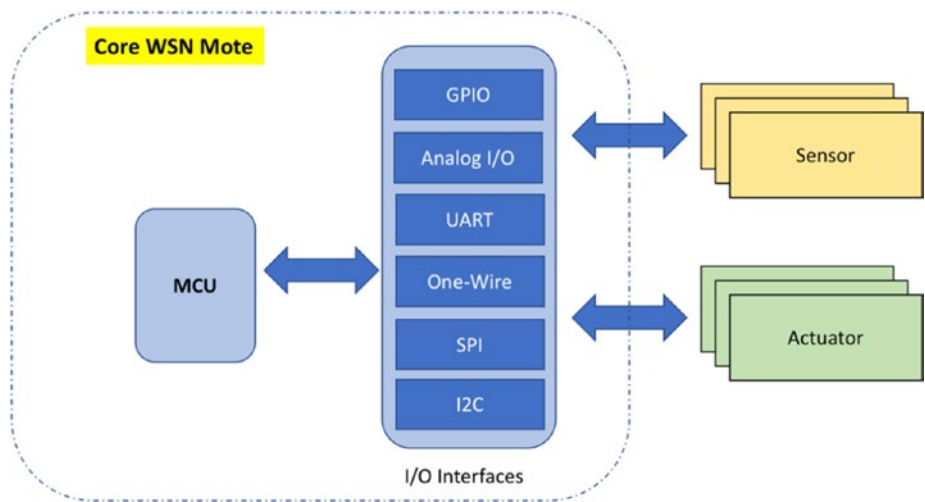 Core WSN Mote
GPIO
Analog I/O
UART
One-Wire
SPI
I2C
I/O Interfaces
MCU
Sensor
Actuator